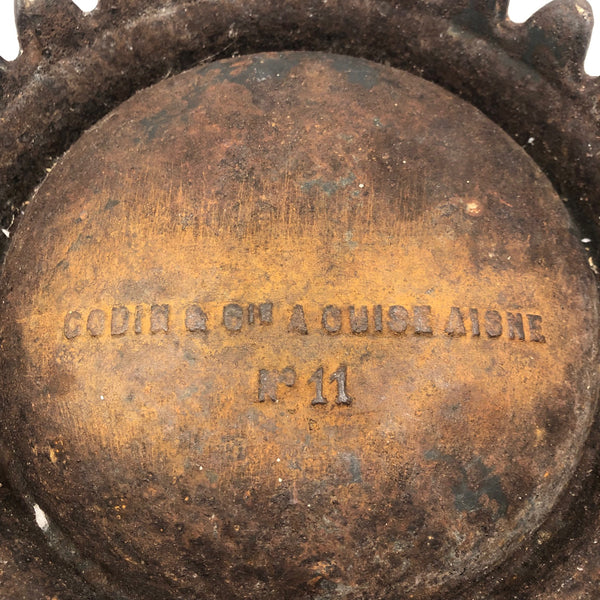 GODIN & CIE A GUISE AISNE
No 11